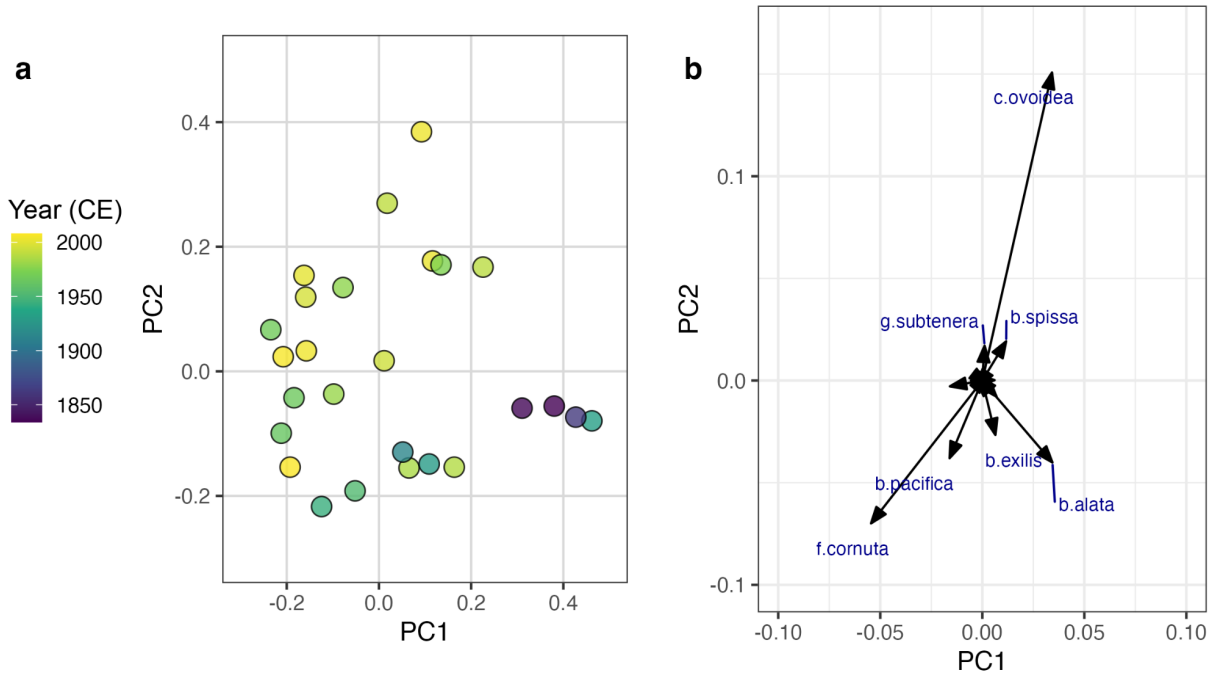 a
Year (CE)
2000
1950
1900
1850
PC2
0.4
0.2
0.0
-0.2
-0.2
0.0
0.2
0.4
PC1
b
PC2
0.1
0.0
-0.1
c.ovoidea
g.subtenera
b.spissa
b.exilis
b.pacifica
b.alata
f.cornuta
-0.10
-0.05
0.00
0.05
0.10
PC1